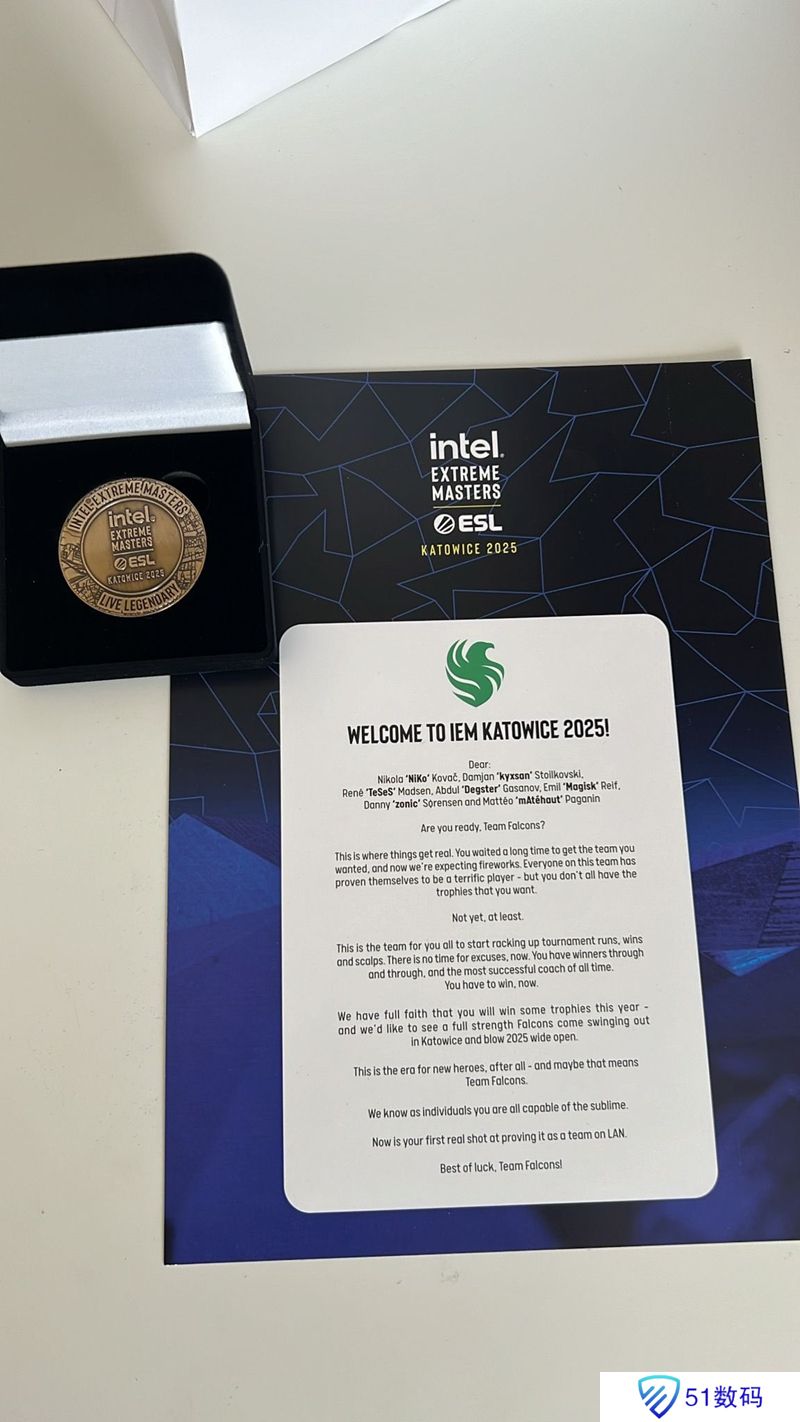 INTEL EXTREME MASTERS
intel.
EXTREME
MASTERS
ESL
KATOWICE 2025
LIVE LEGENDARY
intel.
EXTREME
MASTERS
ESL
KATOWICE 2025
WELCOME TO IEM KATOWICE 2025!
Dear:
Nikola 'NiKo' Kovač, Damjan 'kyxsan' Stoilkovski,
René 'TeSeS' Madsen, Abdul 'Degster' Gasanov, Emil 'Magisk' Reif,
Danny 'zonic' Sørensen and Mattéo 'mAtêhaut' Paganin
Are you ready, Team Falcons?
This is where things get real. You waited a long time to get the team you
wanted, and now we're expecting fireworks. Everyone on this team has
proven themselves to be a terrific player - but you don't all have the
trophies that you want.
Not yet, at least.
This is the team for you all to start racking up tournament runs, wins
and scalps. There is no time for excuses, now. You have winners through
and through, and the most successful coach of all time.
You have to win, now.
We have full faith that you will win some trophies this year -
and we'd like to see a full strength Falcons come swinging out
in Katowice and blow 2025 wide open.
This is the era for new heroes, after all - and maybe that means
Team Falcons.
We know as individuals you are all capable of the sublime.
Now is your first real shot at proving it as a team on LAN.
Best of luck, Team Falcons!
51数码